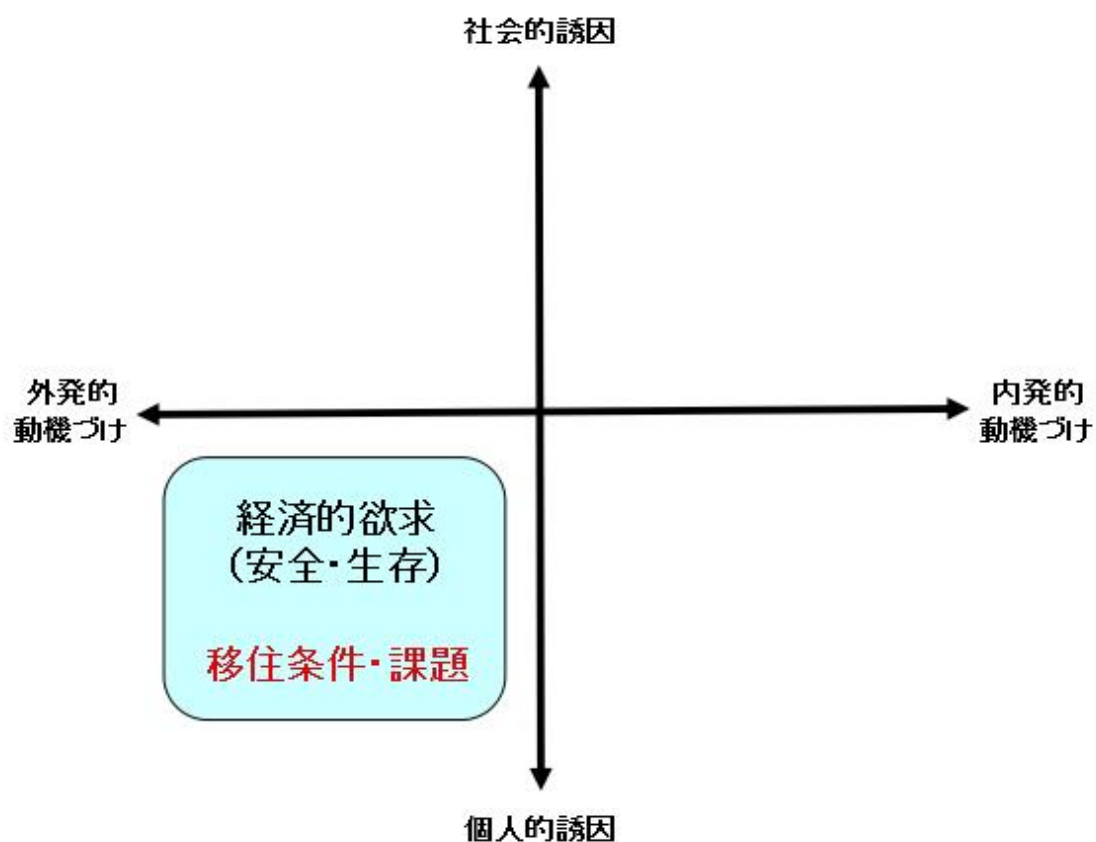 社会的誘因
外発的
動機づけ
内発的
動機づけ
経済的欲求
(安全・生存)
移住条件・課題
個人的誘因